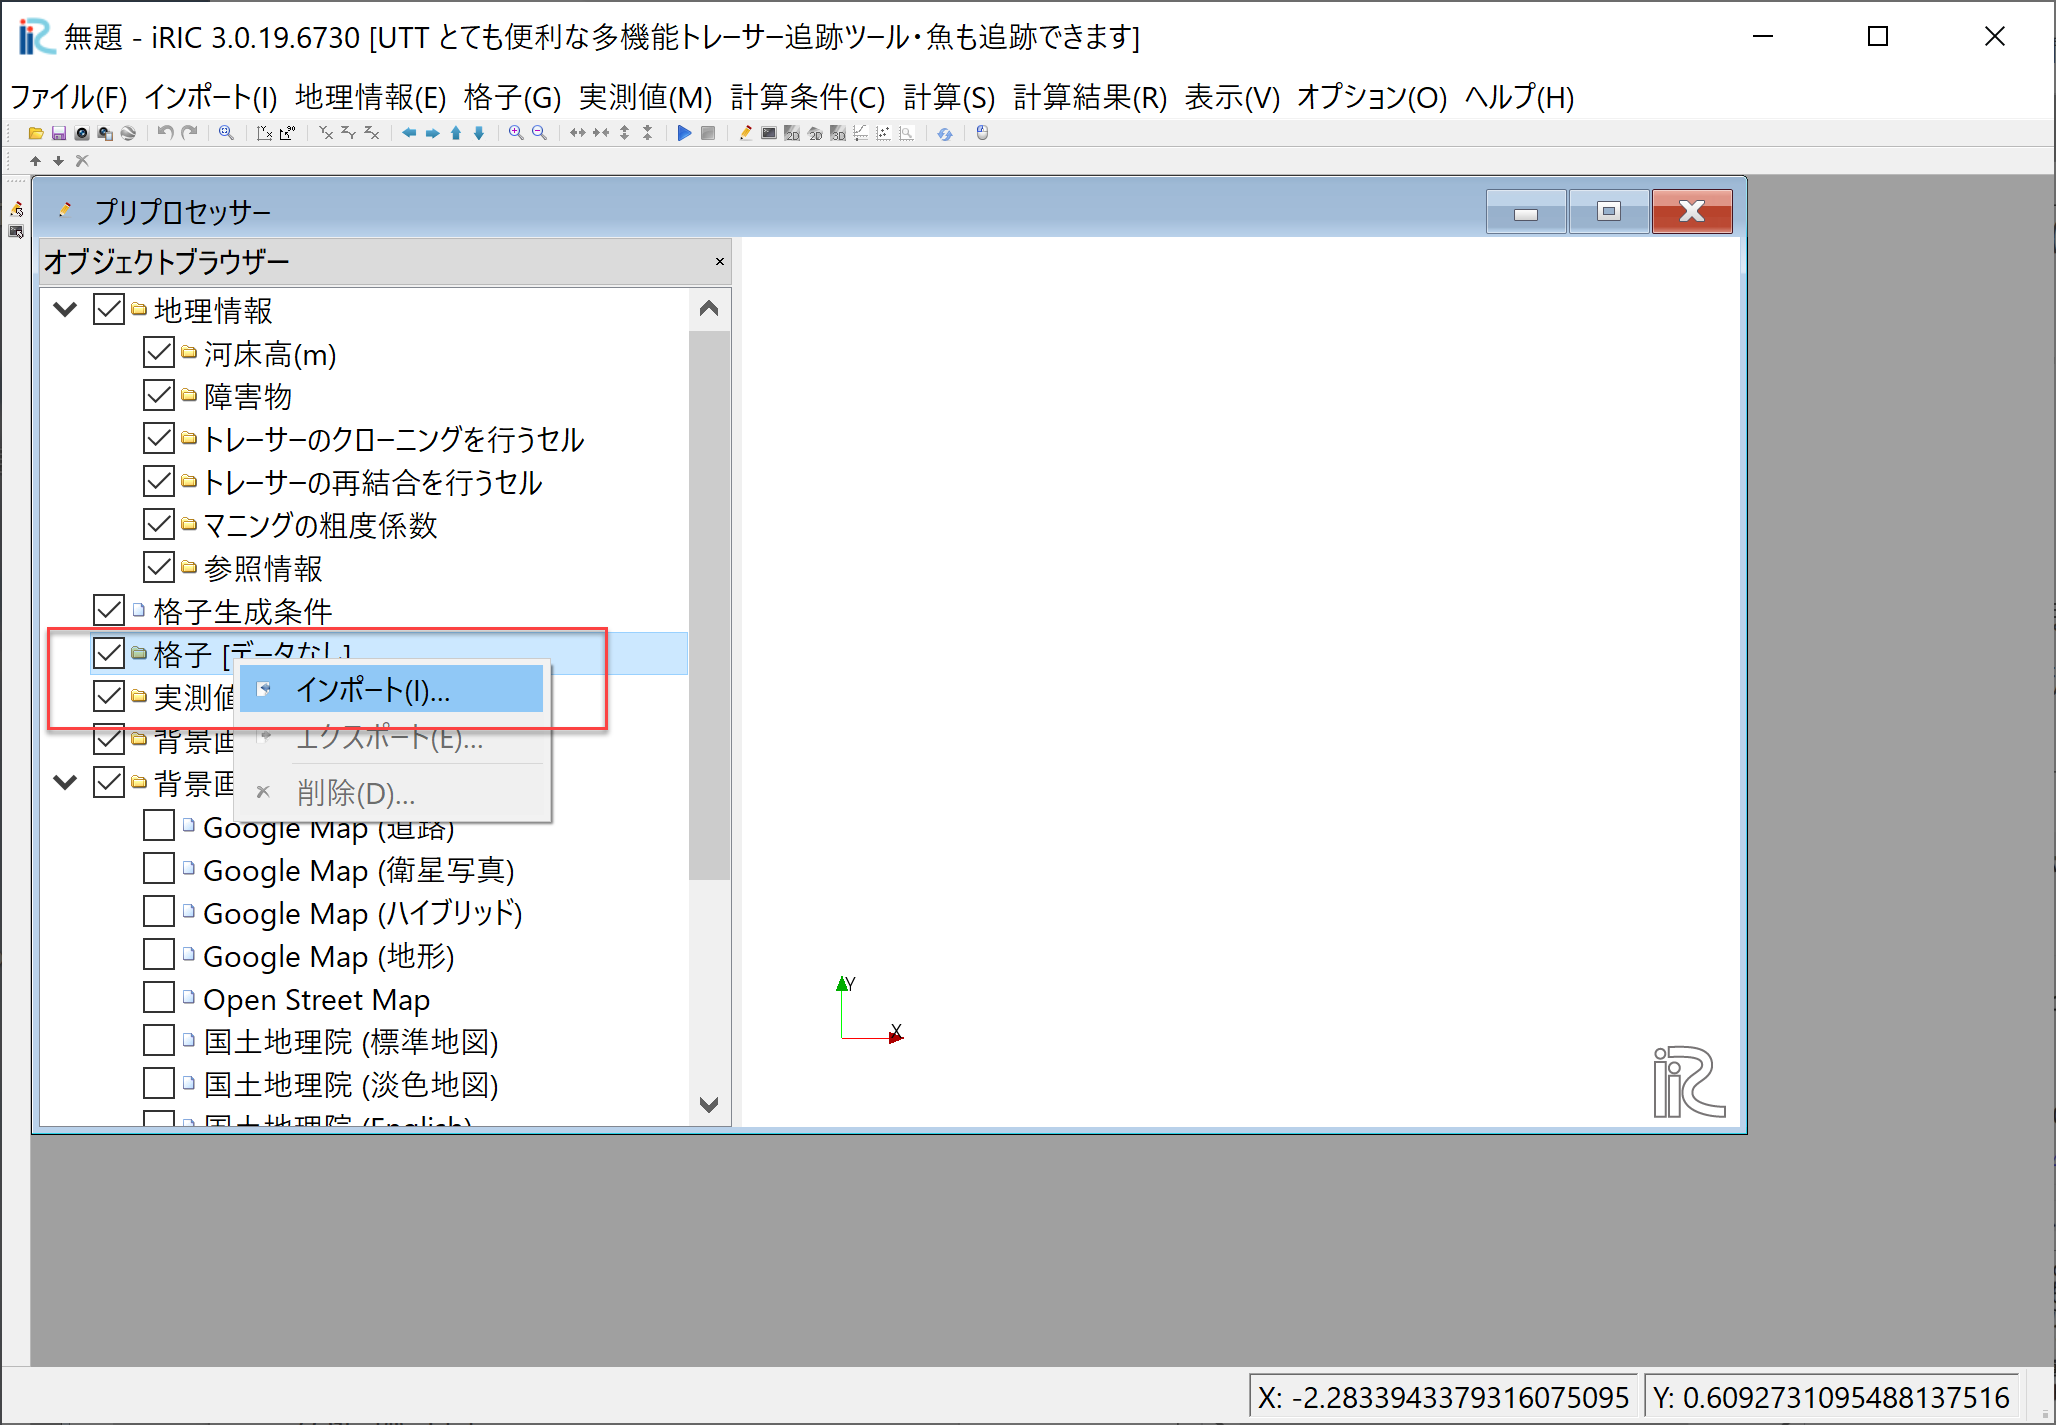 無題 - iRIC 3.0.19.6730 [UTT とても便利な多機能トレーサー追跡ツール・魚も追跡できます]
ファイル(F) インポート(I) 地理情報(E) 格子(G) 実測値(M) 計算条件(C) 計算(S) 計算結果(R) 表示(V) オプション(O) ヘルプ(H)
プリプロセッサー
オブジェクトブラウザー
地理情報
河床高(m)
障害物
トレーサーのクローニングを行うセル
トレーサーの再結合を行うセル
マニングの粗度係数
参照情報
格子生成条件
格子 [データなし]
インポート(I)...
実測値
エクスポート(E)...
背景画
削除(D)...
背景画
Google Map (道路)
Google Map (衛星写真)
Google Map (ハイブリッド)
Google Map (地形)
Open Street Map
国土地理院 (標準地図)
国土地理院 (淡色地図)
国土地理院 (English)
Y
X
iRiC
X: -2.2833943379316075095
Y: 0.6092731095488137516